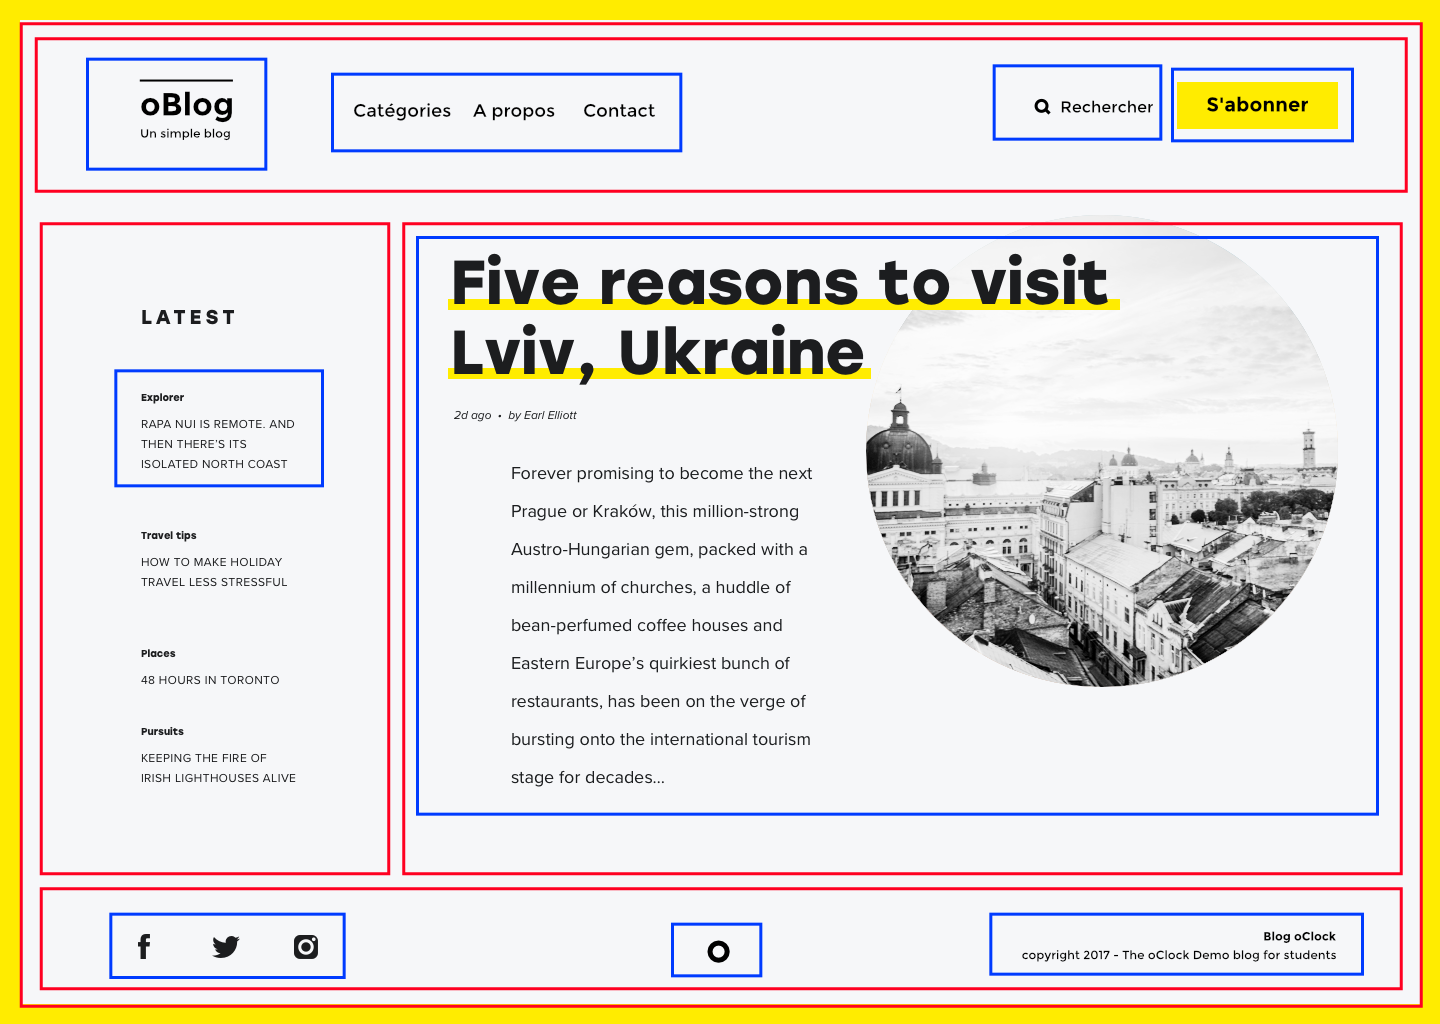 oBlog
Un simple blog
Catégories A propos Contact
Rechercher
S'abonner
LATEST
Explorer
RAPA NUI IS REMOTE. AND
THEN THERE'S ITS
ISOLATED NORTH COAST
Travel tips
HOW TO MAKE HOLIDAY
TRAVEL LESS STRESSFUL
Places
48 HOURS IN TORONTO
Pursuits
KEEPING THE FIRE OF
IRISH LIGHTHOUSES ALIVE
Five reasons to visit
Lviv, Ukraine
2d ago • by Earl Elliott
Forever promising to become the next
Prague or Kraków, this million-strong
Austro-Hungarian gem, packed with a
millennium of churches, a huddle of
bean-perfumed coffee houses and
Eastern Europe’s quirkiest bunch of
restaurants, has been on the verge of
bursting onto the international tourism
stage for decades...
Blog oClock
copyright 2017 - The oClock Demo blog for students